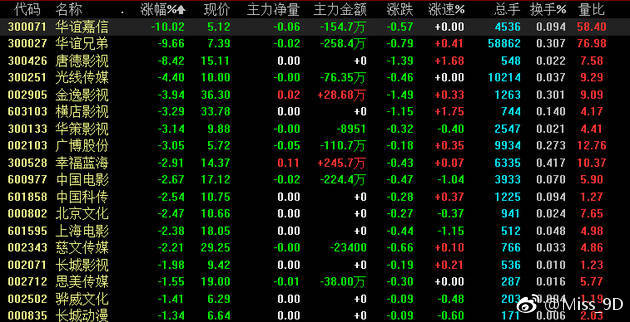 代码 名称 涨幅%↑ 现价 主力净量 主力金额 涨跌 涨速% 总手 换手% 量比
300071 华谊嘉信 -10.02 5.12 -0.06 -154.7万 -0.57 +0.00 4536 0.094 58.40
300027 华谊兄弟 -9.66 7.39 -0.02 -258.4万 -0.79 +0.41 58862 0.307 76.98
300426 唐德影视 -8.42 15.11 0.00 +0 -1.39 +1.68 548 0.022 7.58
300251 光线传媒 -4.40 10.00 -0.00 -76.35万 -0.46 +0.00 10214 0.037 9.29
002905 金逸影视 -3.94 36.30 0.02 +28.68万 -1.49 +0.33 1263 0.301 9.09
603103 横店影视 -3.29 33.78 0.00 +0 -1.15 +1.75 744 0.140 4.17
300133 华策影视 -3.14 9.88 -0.00 -8951 -0.32 -0.40 2547 0.021 4.41
002103 广博股份 -3.05 5.72 -0.05 -110.7万 -0.18 +0.35 9934 0.273 12.76
300528 幸福蓝海 -2.91 14.37 0.11 +245.7万 -0.43 +0.07 6335 0.417 10.37
600977 中国电影 -2.67 17.12 -0.02 -224.4万 -0.47 -1.04 3933 0.070 5.90
601858 中国科传 -2.54 10.75 0.00 +0 -0.28 +0.37 1225 0.094 1.27
000802 北京文化 -2.47 10.66 0.00 +0 -0.27 -0.37 941 0.024 7.65
601595 上海电影 -2.38 18.05 0.00 +0 -0.44 -1.15 512 0.048 4.98
002343 慈文传媒 -2.21 29.25 -0.00 -23400 -0.66 +0.10 766 0.033 4.86
002071 长城影视 -1.98 9.42 0.00 +0 -0.19 +0.21 536 0.010 1.23
002712 思美传媒 -1.55 19.00 -0.01 -38.00万 -0.30 +0.00 287 0.016 5.77
002502 骅威文化 -1.41 6.29 0.00 +0 -0.09 -0.48 203 1.19
000835 长城动漫 -1.34 6.64 0.00 +0 -0.09 -0.60 171 0.006 2.83
@Miss_9D